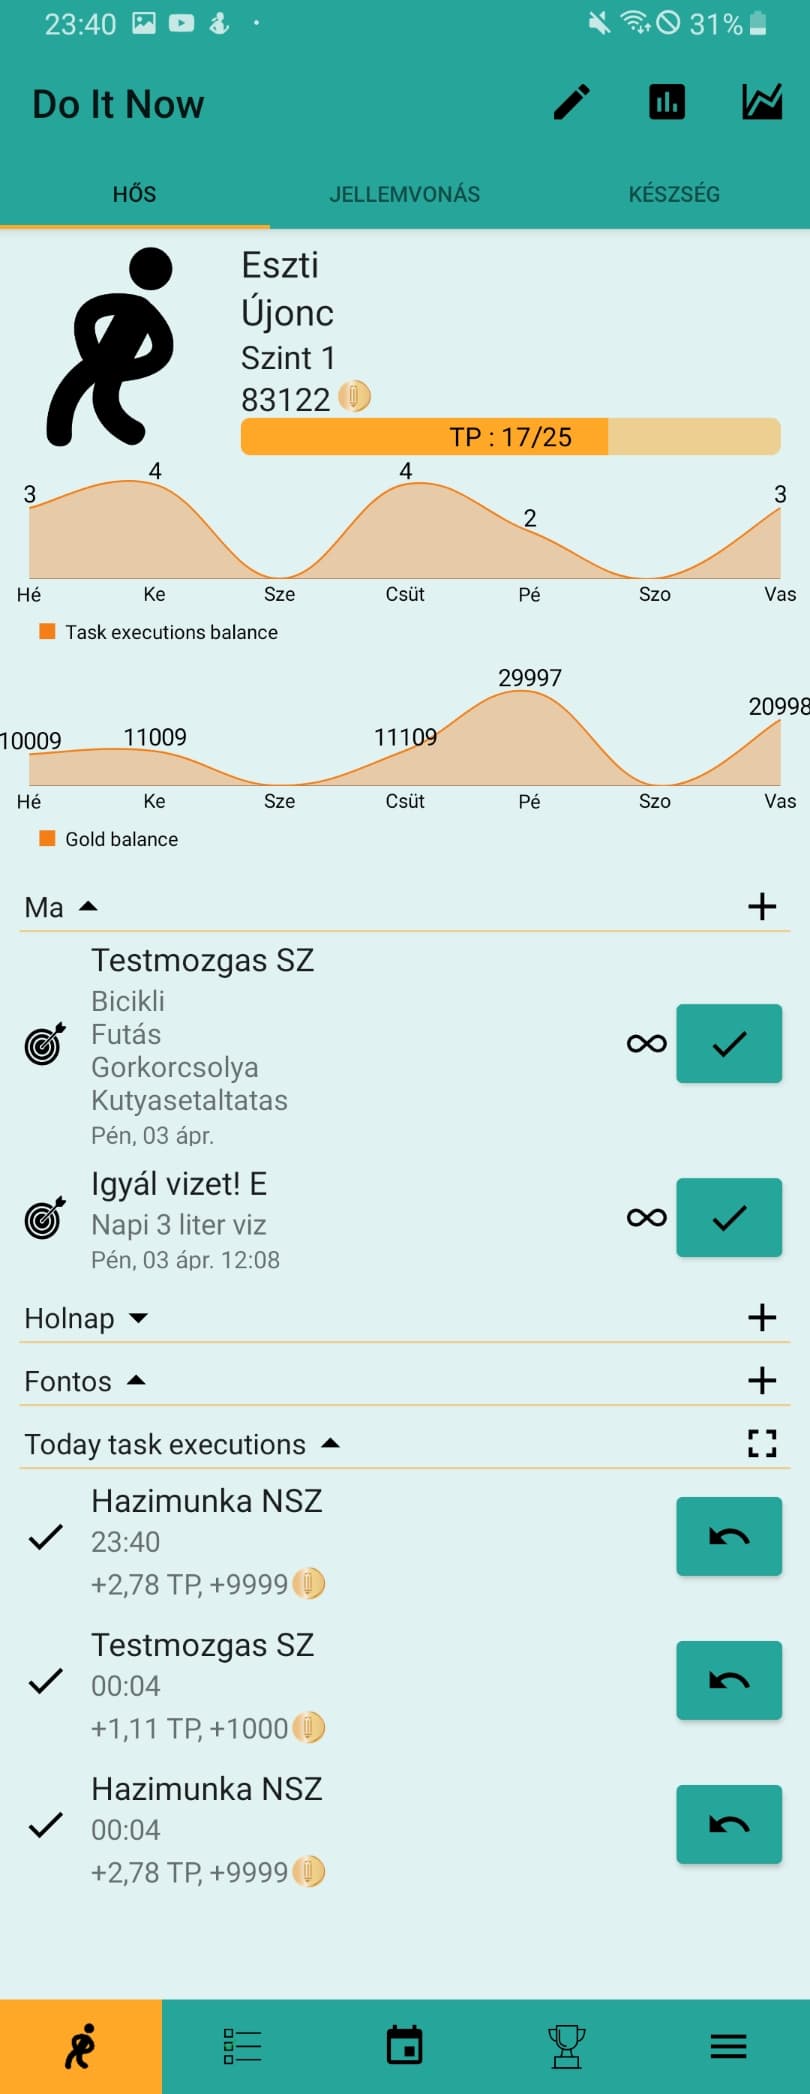 23:40 31%
Do It Now
HŐS JELLEMVONÁS KÉSZSÉG
Eszti
Újonc
Szint 1
83122
TP : 17/25
3 4 4 2 3
Hé Ke Sze Csüt Pé Szo Vas
Task executions balance
10009 11009 11109 29997 20998
Hé Ke Sze Csüt Pé Szo Vas
Gold balance
Ma
Testmozgas SZ
Bicikli
Futás
Gorkorcsolya
Kutyasetaltatas
Pén, 03 ápr.
Igyál vizet! E
Napi 3 liter viz
Pén, 03 ápr. 12:08
Holnap
Fontos
Today task executions
Hazimunka NSZ
23:40
+2,78 TP, +9999
Testmozgas SZ
00:04
+1,11 TP, +1000
Hazimunka NSZ
00:04
+2,78 TP, +9999